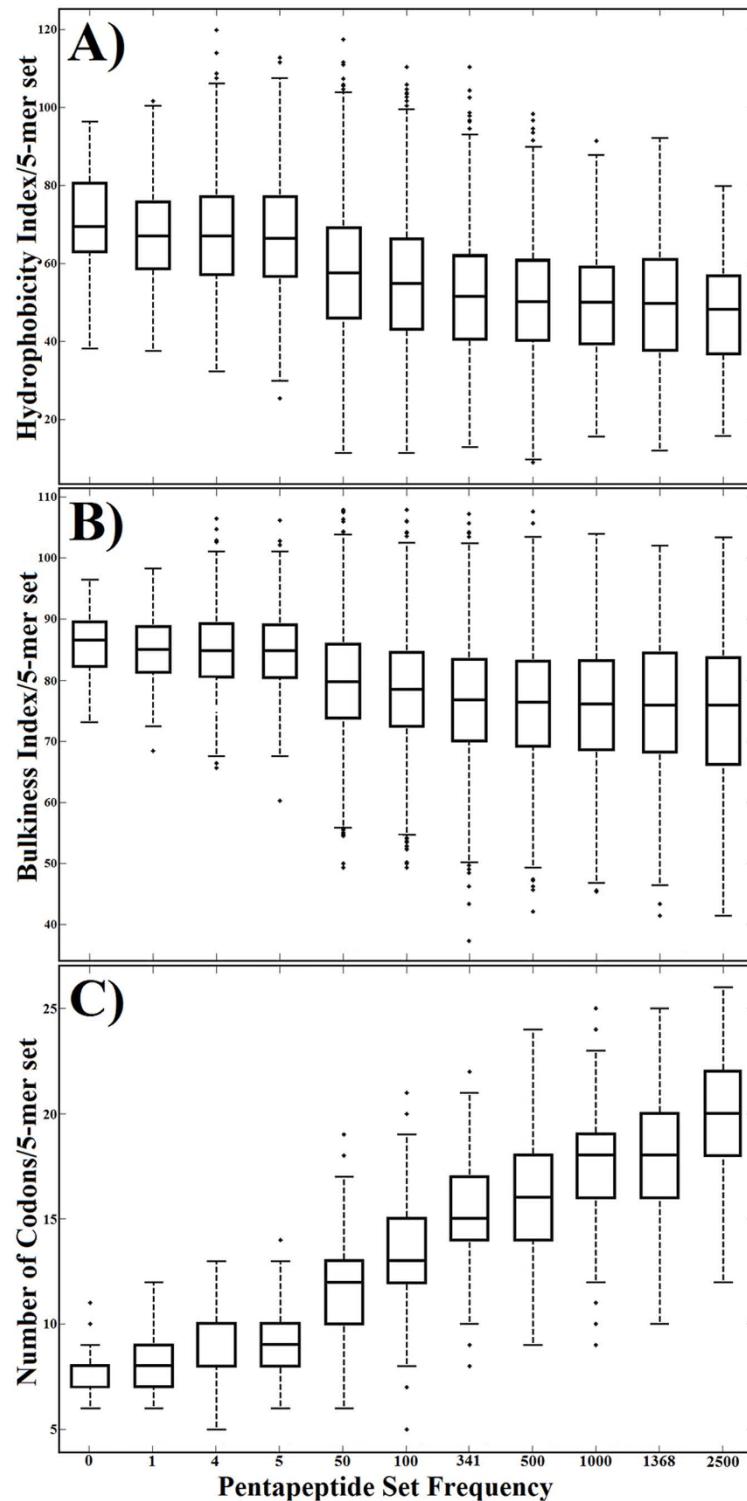 A)
Hydrophobicity Index/5-mer set
120
100
80
60
40
20
B)
Bulkiness Index/5-mer set
110
100
90
80
70
60
50
40
C)
Number of Codons/5-mer set
25
20
15
10
5
0 1 4 5 50 100 341 500 1000 1368 2500
Pentapeptide Set Frequency